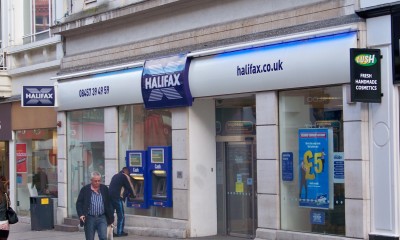 HALIFAX
08457 39 49 59
HALIFAX
halifax.co.uk
LUSH
FRESH
HANDMADE
COSMETICS
£5